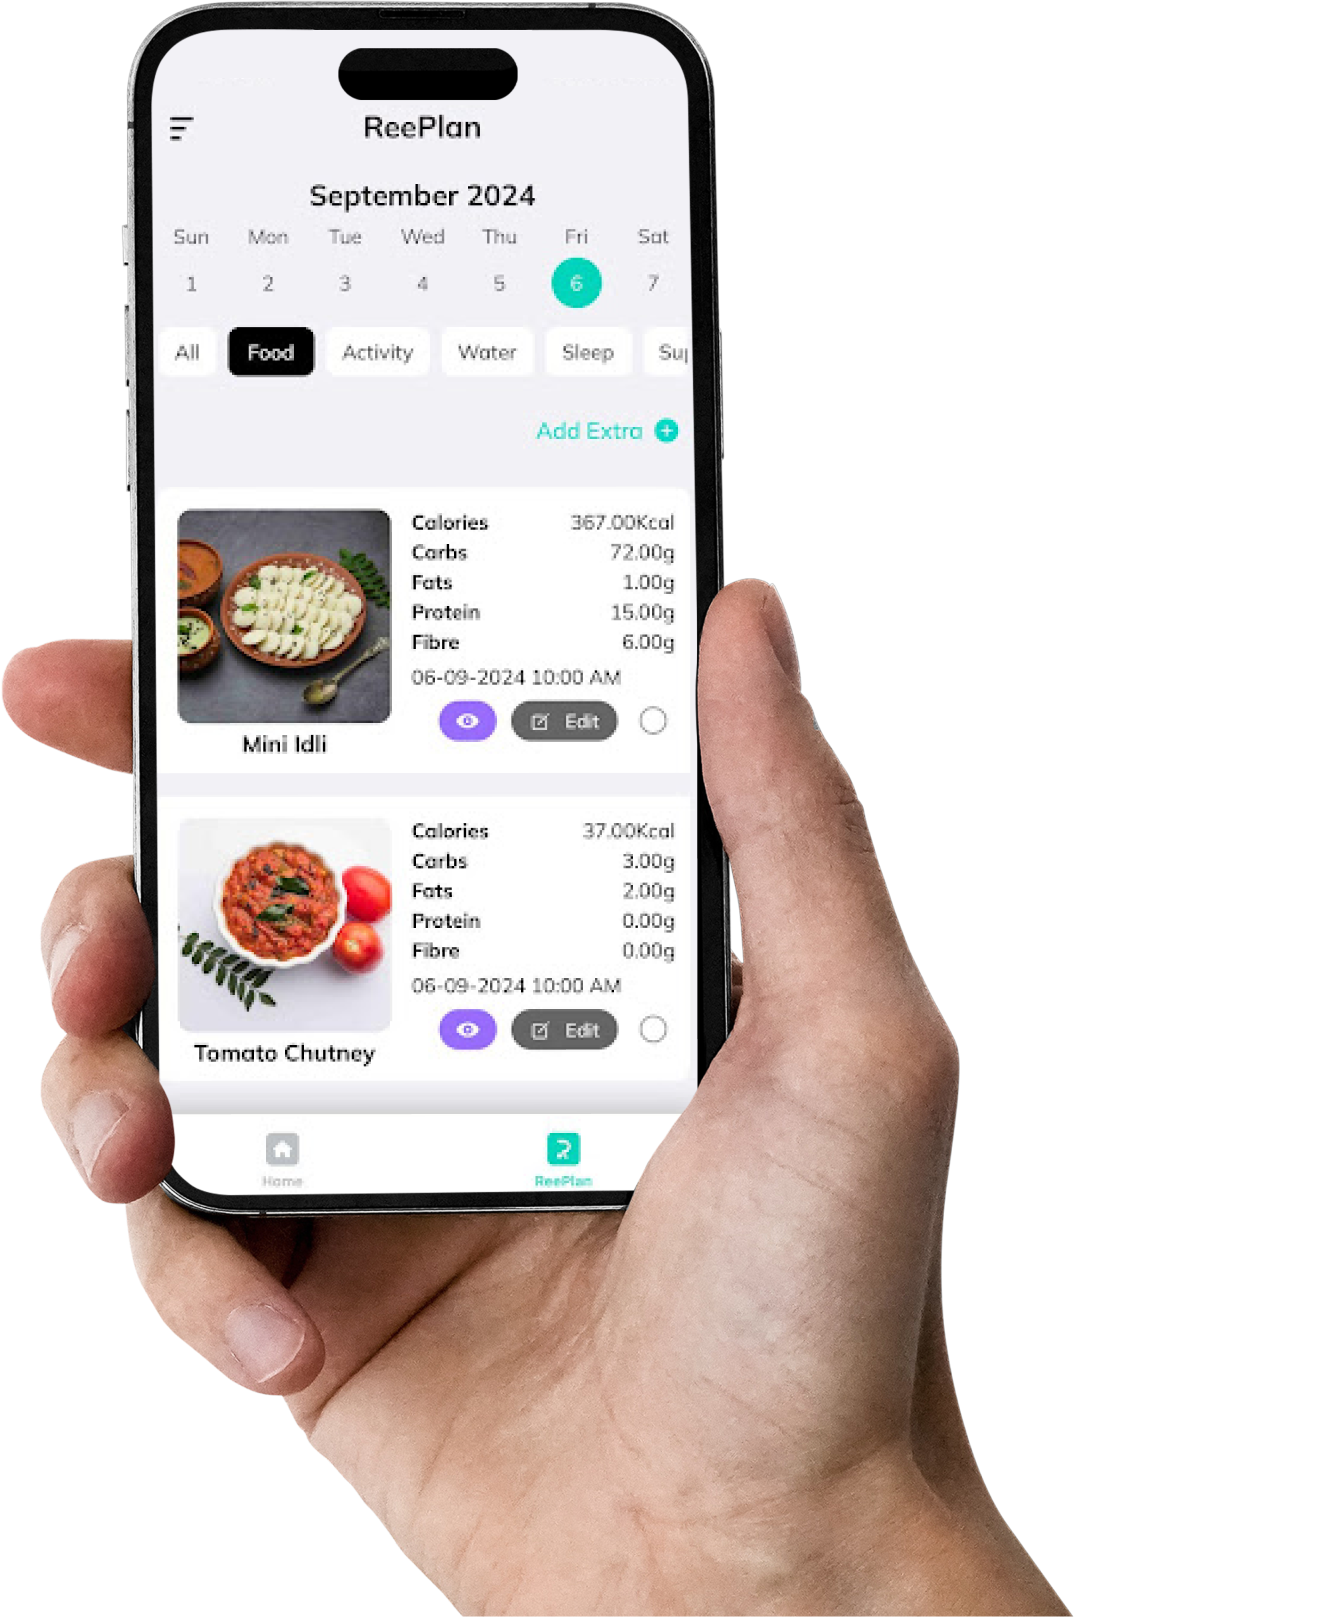 ReePlan
September 2024
Sun Mon Tue Wed Thu Fri Sat
1 2 3 4 5 6 7
All Food Activity Water Sleep Sup
Add Extra +
Calories 367.00Kcal
Carbs 72.00g
Fats 1.00g
Protein 15.00g
Fibre 6.00g
06-09-2024 10:00 AM
Edit
Mini Idli
Calories 37.00Kcal
Carbs 3.00g
Fats 2.00g
Protein 0.00g
Fibre 0.00g
06-09-2024 10:00 AM
Edit
Tomato Chutney
Home ReePlan